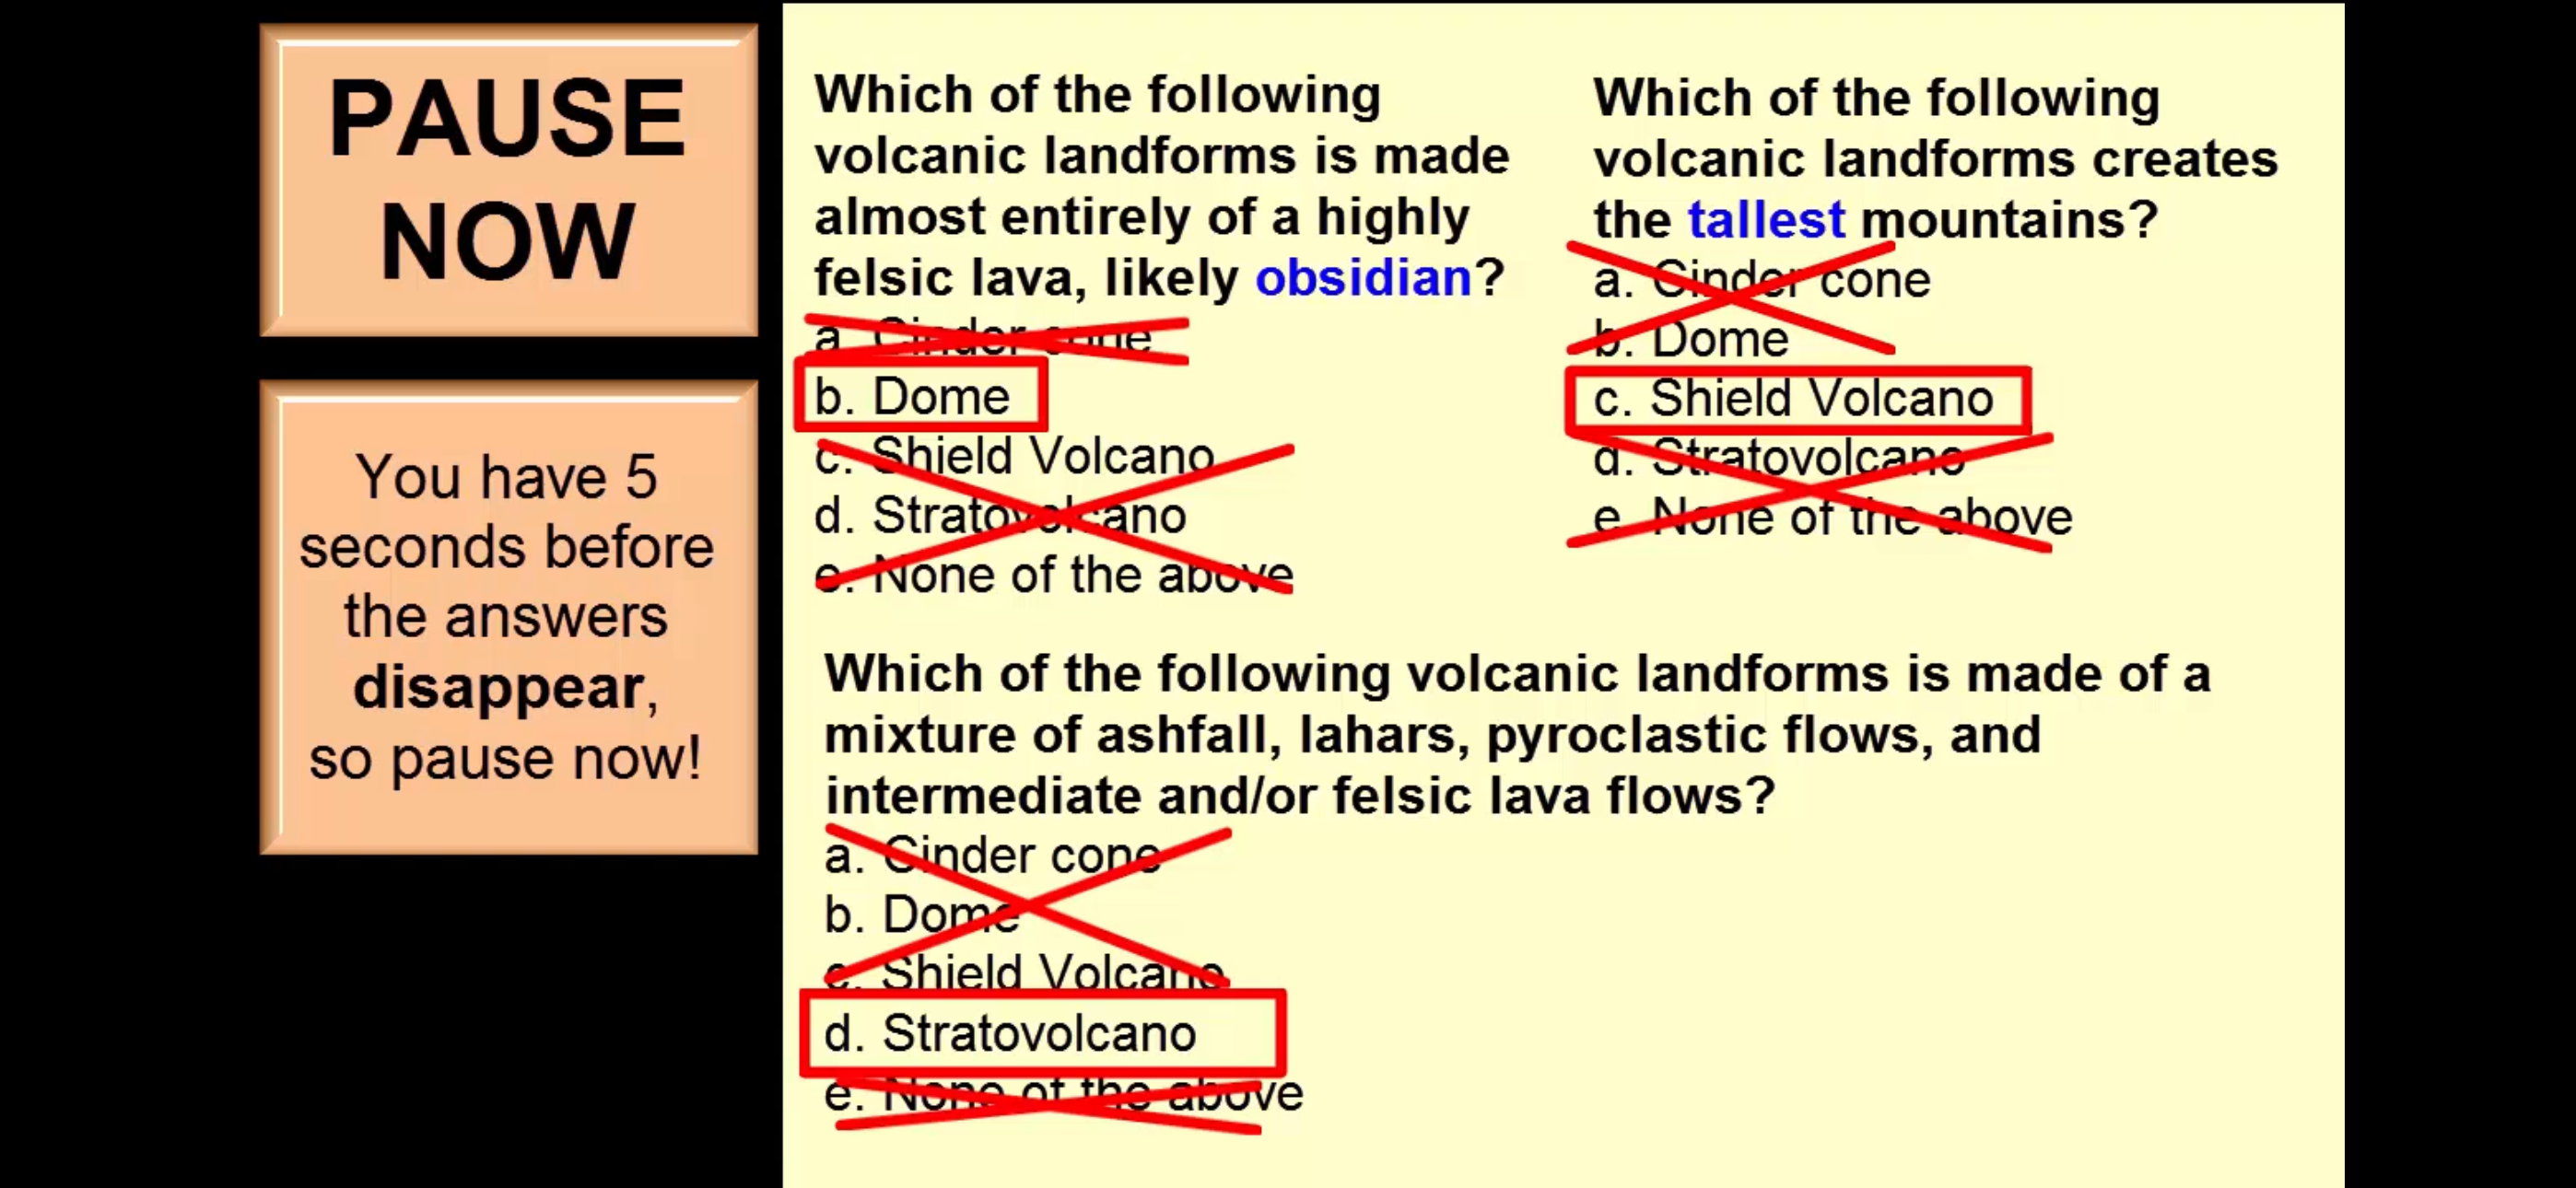 PAUSE
NOW
You have 5
seconds before
the answers
disappear,
so pause now!
Which of the following
volcanic landforms is made
almost entirely of a highly
felsic lava, likely obsidian?
a. Cinder cone
b. Dome
c. Shield Volcano
d. Stratovolcano
e. None of the above
Which of the following
volcanic landforms creates
the tallest mountains?
a. Cinder cone
b. Dome
c. Shield Volcano
d. Stratovolcano
e. None of the above
Which of the following volcanic landforms is made of a
mixture of ashfall, lahars, pyroclastic flows, and
intermediate and/or felsic lava flows?
a. Cinder cone
b. Dome
c. Shield Volcano
d. Stratovolcano
e. None of the above